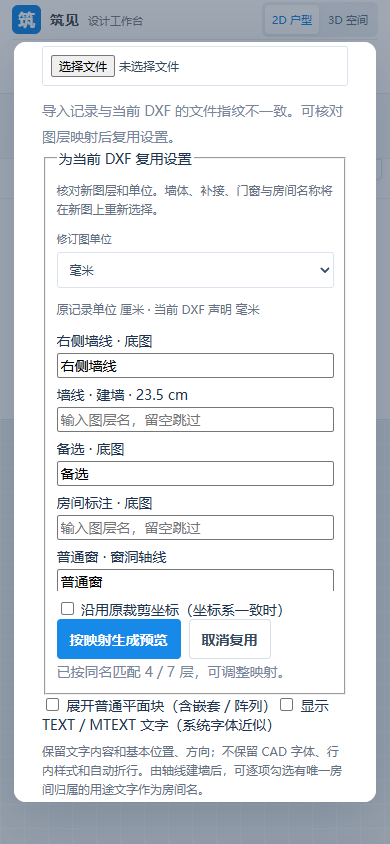 筑 筑见 设计工作台 2D 户型 3D 空间
选择文件 未选择文件
导入记录与当前 DXF 的文件指纹不一致。可核对
图层映射后复用设置。
为当前 DXF 复用设置
核对新图层和单位。墙体、补接、门窗与房间名称将
在新图上重新选择。
修订图单位
毫米
原记录单位 厘米 · 当前 DXF 声明 毫米
右侧墙线 · 底图
右侧墙线
墙线 · 建墙 · 23.5 cm
输入图层名，留空跳过
备选 · 底图
备选
房间标注 · 底图
输入图层名，留空跳过
普通窗 · 窗洞轴线
普通窗
沿用原裁剪坐标（坐标系一致时）
按映射生成预览 取消复用
已按同名匹配 4 / 7 层，可调整映射。
展开普通平面块（含嵌套 / 阵列） 显示
TEXT / MTEXT 文字（系统字体近似）
保留文字内容和基本位置、方向；不保留 CAD 字体、行
内样式和自动折行。由轴线建墙后，可逐项勾选有唯一房
间归属的用途文字作为房间名。